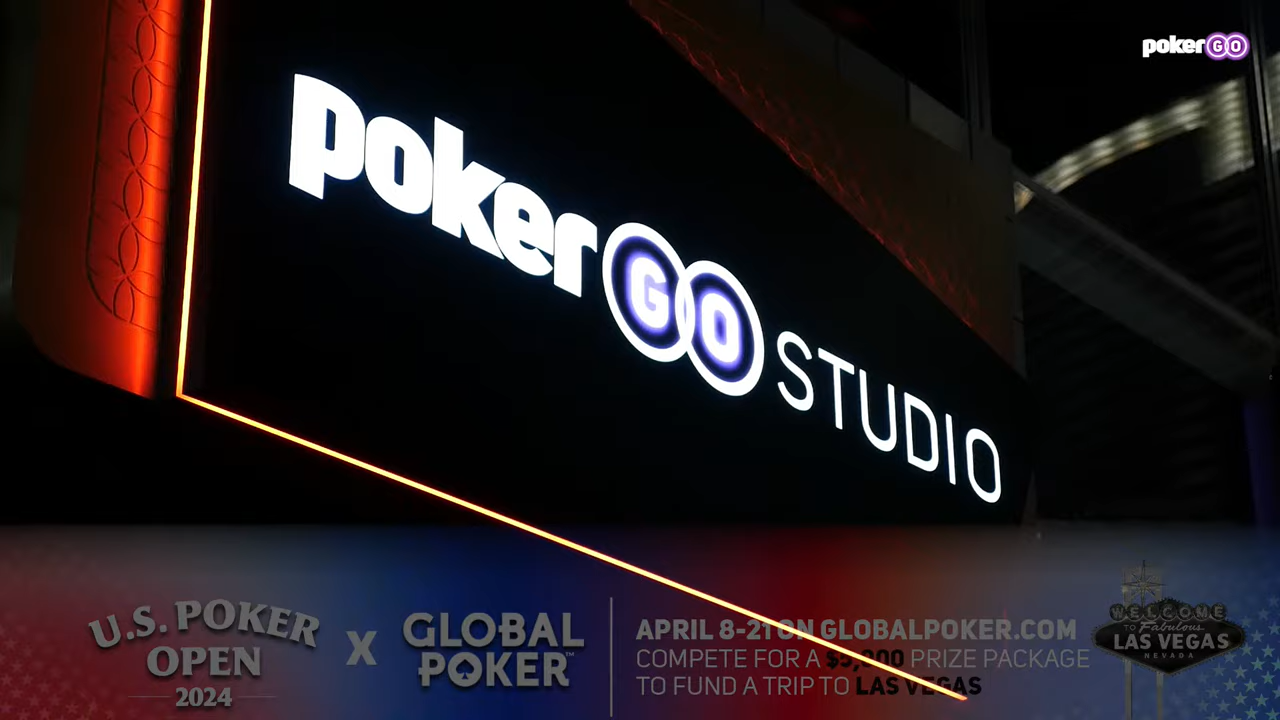 pokerGO
pokerGO STUDIO
U.S. POKER
OPEN
2024
X
GLOBAL
POKER™
APRIL 8-21 ON GLOBALPOKER.COM
COMPETE FOR A $5,000 PRIZE PACKAGE
TO FUND A TRIP TO LAS VEGAS
WELCOME
TO Fabulous
LAS VEGAS
NEVADA